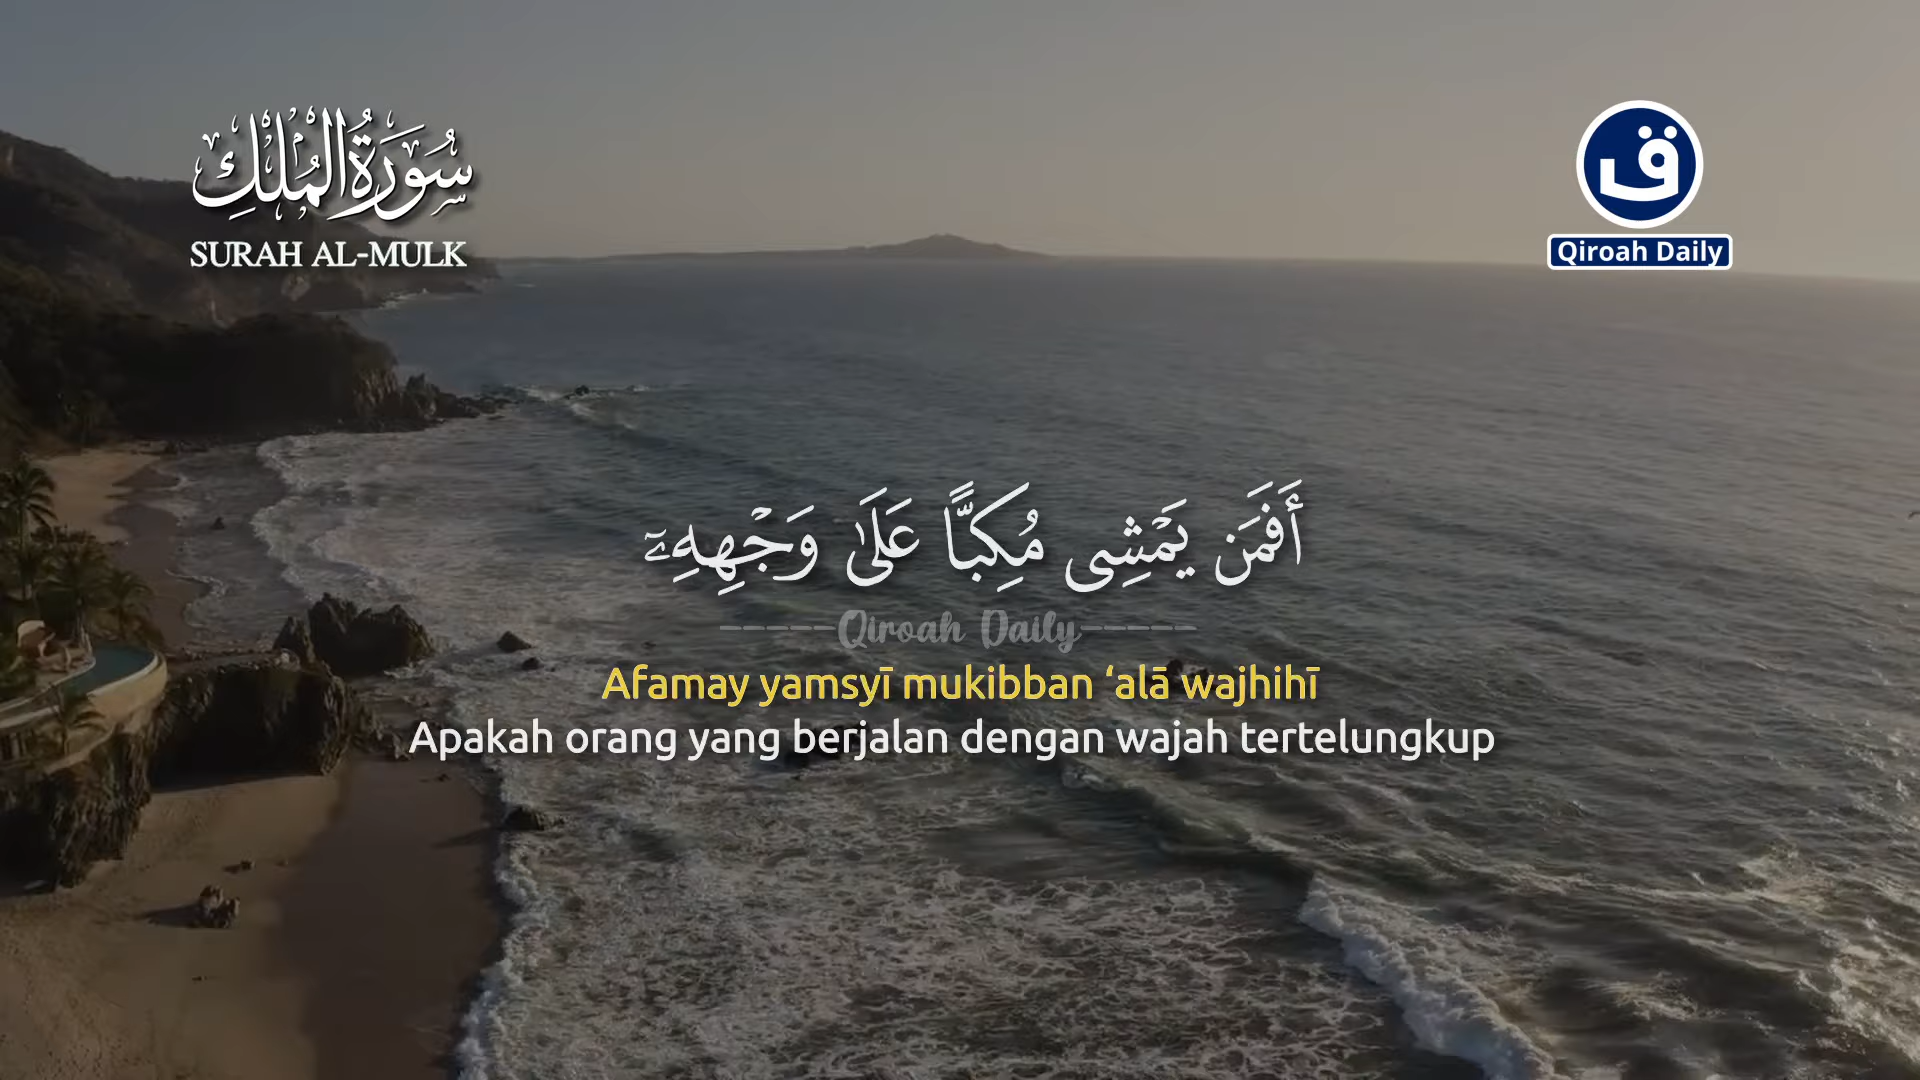 سُورَةُ الْمُلْكِ
SURAH AL-MULK
ق
Qiroah Daily
أَفَمَن يَمْشِى مُكِبًّا عَلَىٰ وَجْهِهِۦٓ
-----Qiroah Daily-----
Afamay yamsyī mukibban ‘alā wajhihī
Apakah orang yang berjalan dengan wajah tertelungkup